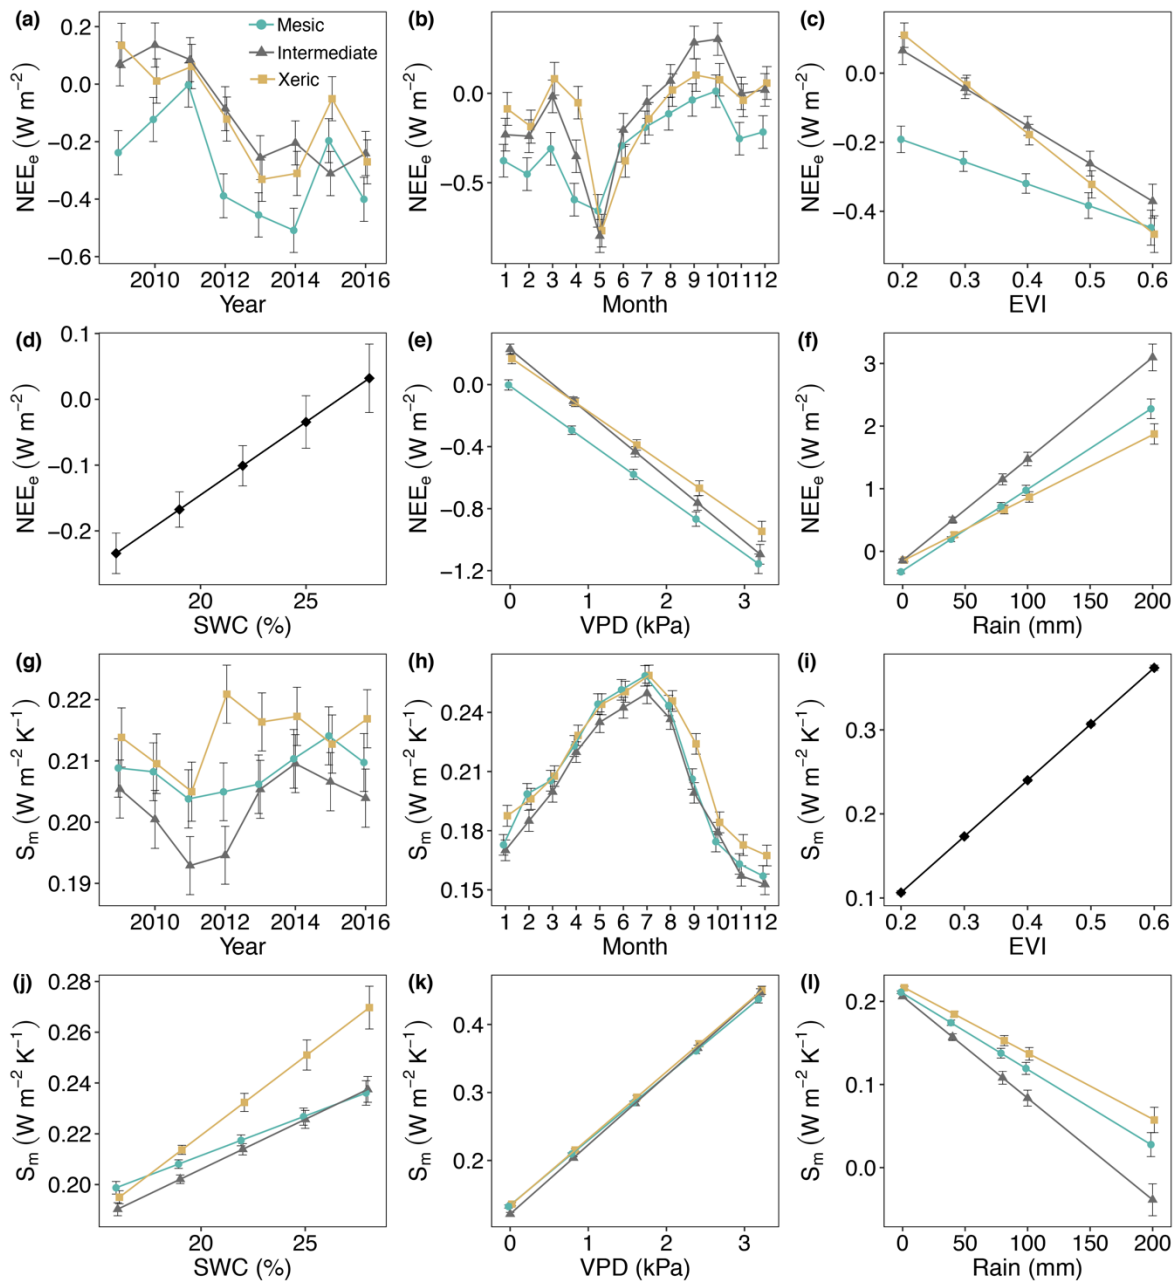 (a)
NEEₑ (W m⁻²)
0.2
0.0
−0.2
−0.4
−0.6
2010 2012 2014 2016
Year
Mesic
Intermediate
Xeric
(b)
NEEₑ (W m⁻²)
0.0
−0.5
1 2 3 4 5 6 7 8 9 10 11 12
Month
(c)
NEEₑ (W m⁻²)
0.0
−0.2
−0.4
0.2 0.3 0.4 0.5 0.6
EVI
(d)
NEEₑ (W m⁻²)
0.1
0.0
−0.1
−0.2
20 25
SWC (%)
(e)
NEEₑ (W m⁻²)
0.0
−0.4
−0.8
−1.2
0 1 2 3
VPD (kPa)
(f)
NEEₑ (W m⁻²)
3
2
1
0
0 50 100 150 200
Rain (mm)
(g)
Sₘ (W m⁻² K⁻¹)
0.22
0.21
0.20
0.19
2010 2012 2014 2016
Year
(h)
Sₘ (W m⁻² K⁻¹)
0.24
0.21
0.18
0.15
1 2 3 4 5 6 7 8 9 10 11 12
Month
(i)
Sₘ (W m⁻² K⁻¹)
0.3
0.2
0.1
0.2 0.3 0.4 0.5 0.6
EVI
(j)
Sₘ (W m⁻² K⁻¹)
0.28
0.26
0.24
0.22
0.20
20 25
SWC (%)
(k)
Sₘ (W m⁻² K⁻¹)
0.4
0.3
0.2
0 1 2 3
VPD (kPa)
(l)
Sₘ (W m⁻² K⁻¹)
0.2
0.1
0.0
0 50 100 150 200
Rain (mm)